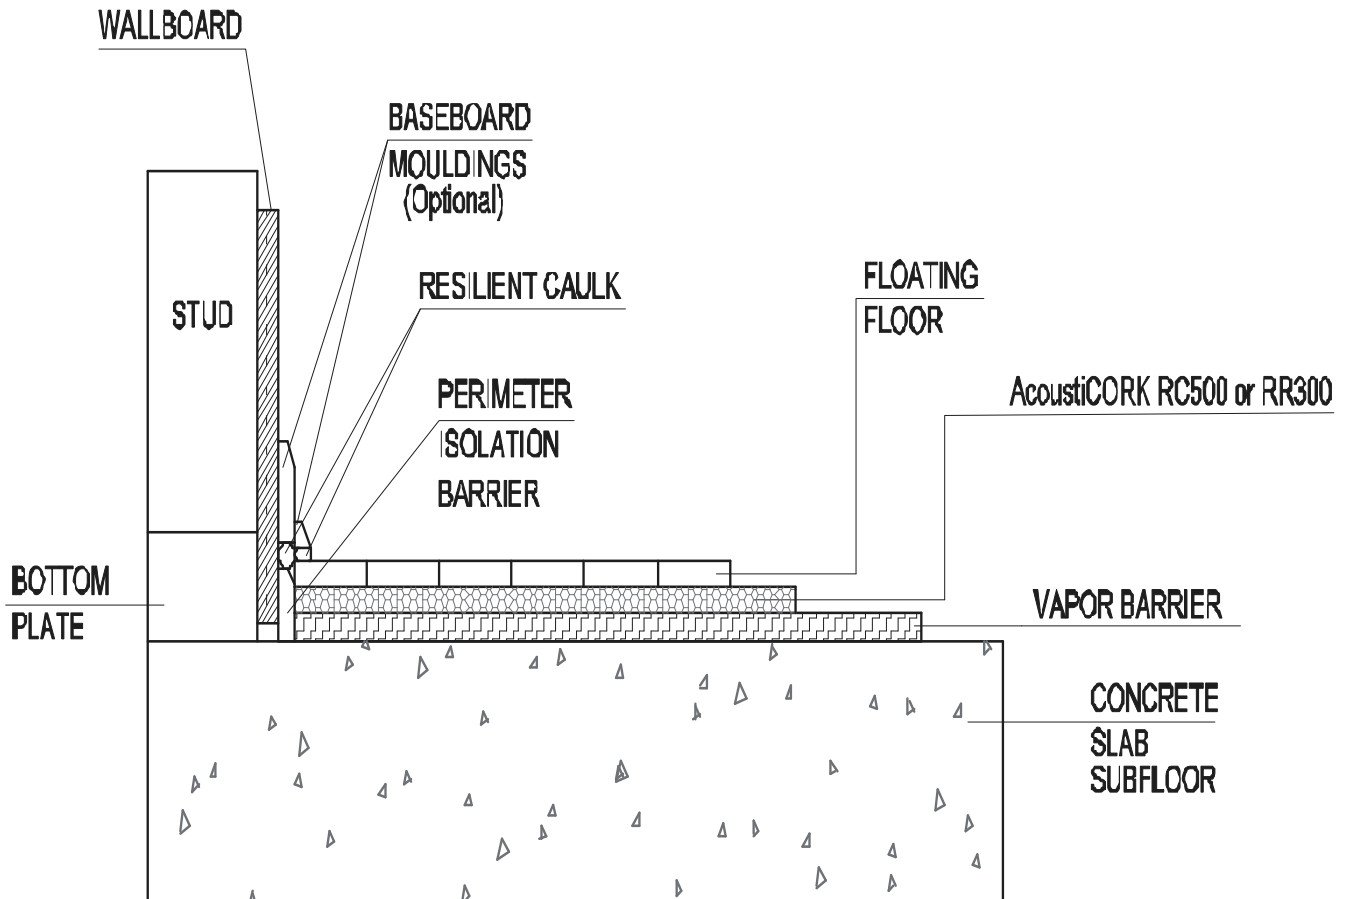 WALLBOARD
BASEBOARD
MOULDINGS
(Optional)
RESILIENT CAULK
FLOATING
FLOOR
STUD
PERIMETER
ISOLATION
BARRIER
AcoustiCORK RC500 or RR300
BOTTOM
PLATE
VAPOR BARRIER
CONCRETE
SLAB
SUBFLOOR